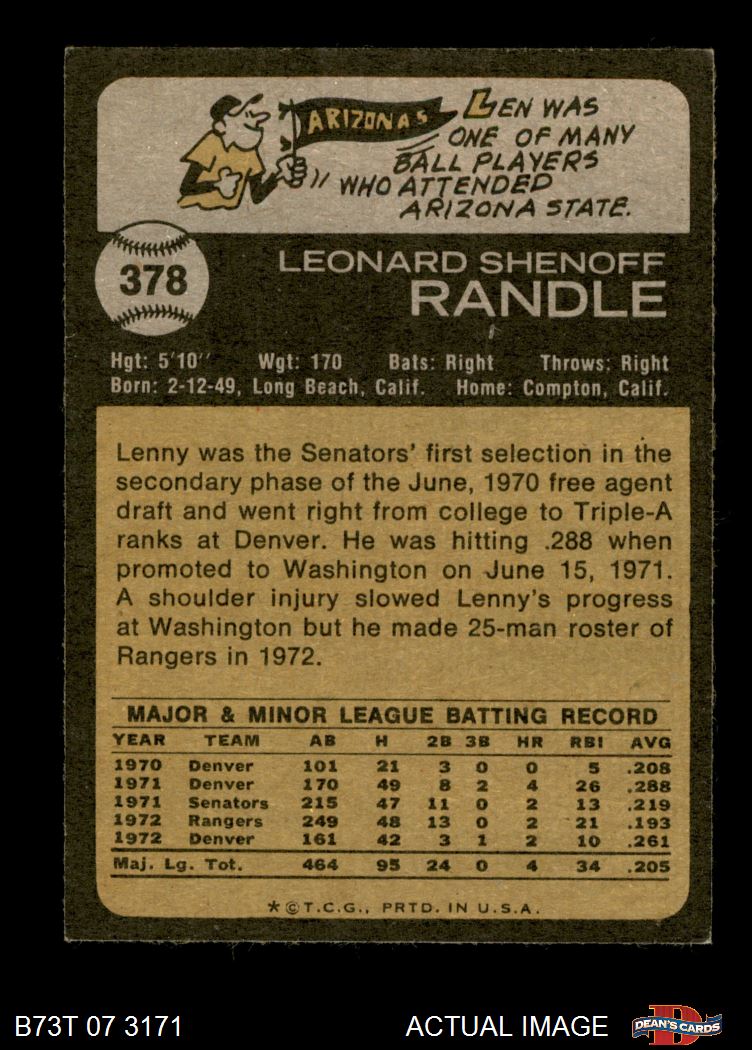 ARIZONA S
LEN WAS
ONE OF MANY
BALL PLAYERS
WHO ATTENDED
ARIZONA STATE.
378
LEONARD SHENOFF
RANDLE
Hgt: 5'10" Wgt: 170 Bats: Right Throws: Right
Born: 2-12-49, Long Beach, Calif. Home: Compton, Calif.
Lenny was the Senators' first selection in the
secondary phase of the June, 1970 free agent
draft and went right from college to Triple-A
ranks at Denver. He was hitting .288 when
promoted to Washington on June 15, 1971.
A shoulder injury slowed Lenny's progress
at Washington but he made 25-man roster of
Rangers in 1972.
MAJOR & MINOR LEAGUE BATTING RECORD
YEAR TEAM AB H 2B 3B HR RBI AVG
1970 Denver 101 21 3 0 0 5 .208
1971 Denver 170 49 8 2 4 26 .288
1971 Senators 215 47 11 0 2 13 .219
1972 Rangers 249 48 13 0 2 21 .193
1972 Denver 161 42 3 1 2 10 .261
Maj. Lg. Tot. 464 95 24 0 4 34 .205
* © T.C.G., PRTD. IN U.S.A.
B73T 07 3171 ACTUAL IMAGE
D
DEAN'S CARDS